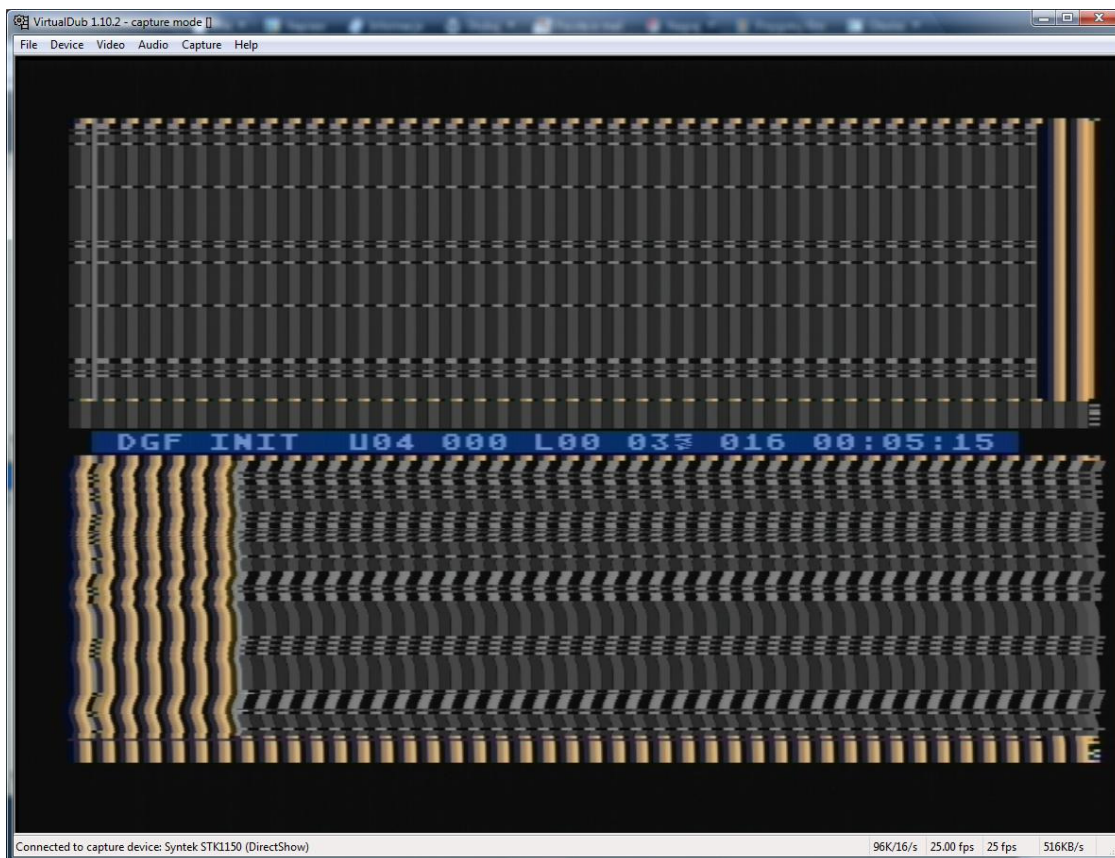 VirtualDub 1.10.2 - capture mode []
File Device Video Audio Capture Help
DGF INIT U04 000 L00 03 016 00:05:15
Connected to capture device: Syntek STK1150 (DirectShow) 96K/16/s 25.00 fps 25 fps 516KB/s